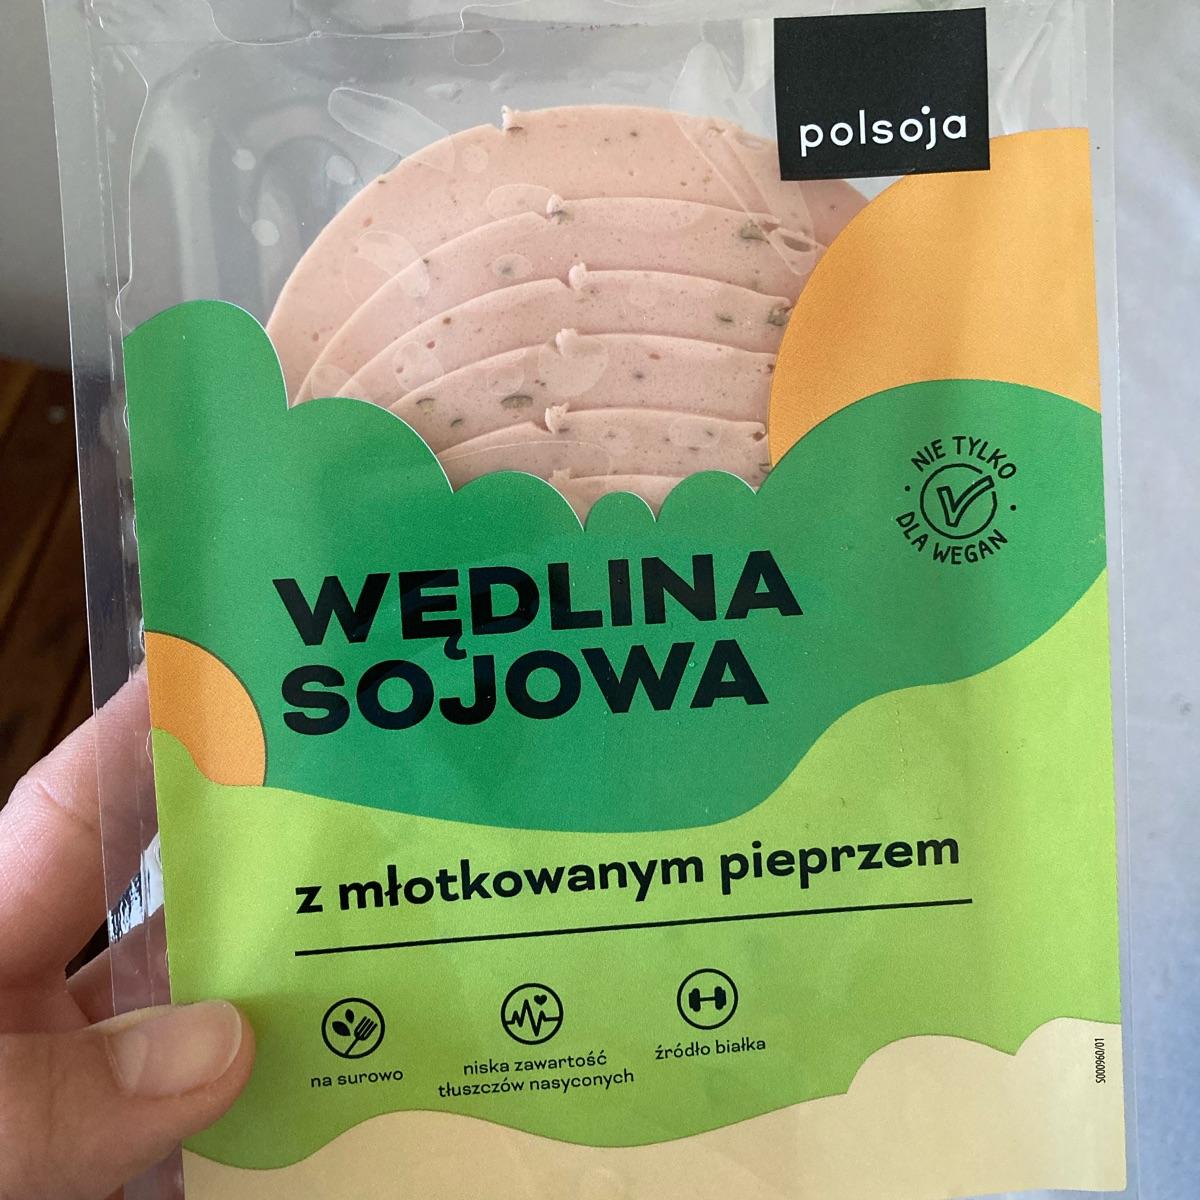 polsoja
NIE TYLKO
DLA WEGAN
WĘDLINA
SOJOWA
z młotkowanym pieprzem
na surowo
niska zawartość
tłuszczów nasyconych
źródło białka
S000960/01